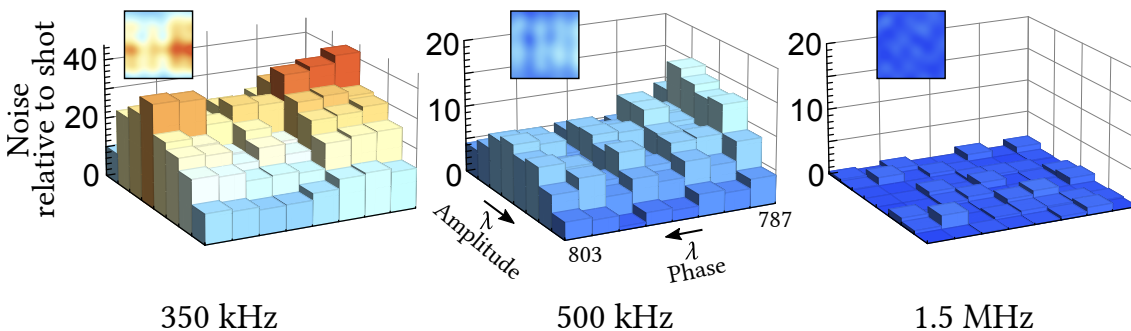 Noise
relative to shot
40
20
0
20
10
0
20
10
0
λ
Amplitude
803
λ
Phase
787
350 kHz
500 kHz
1.5 MHz